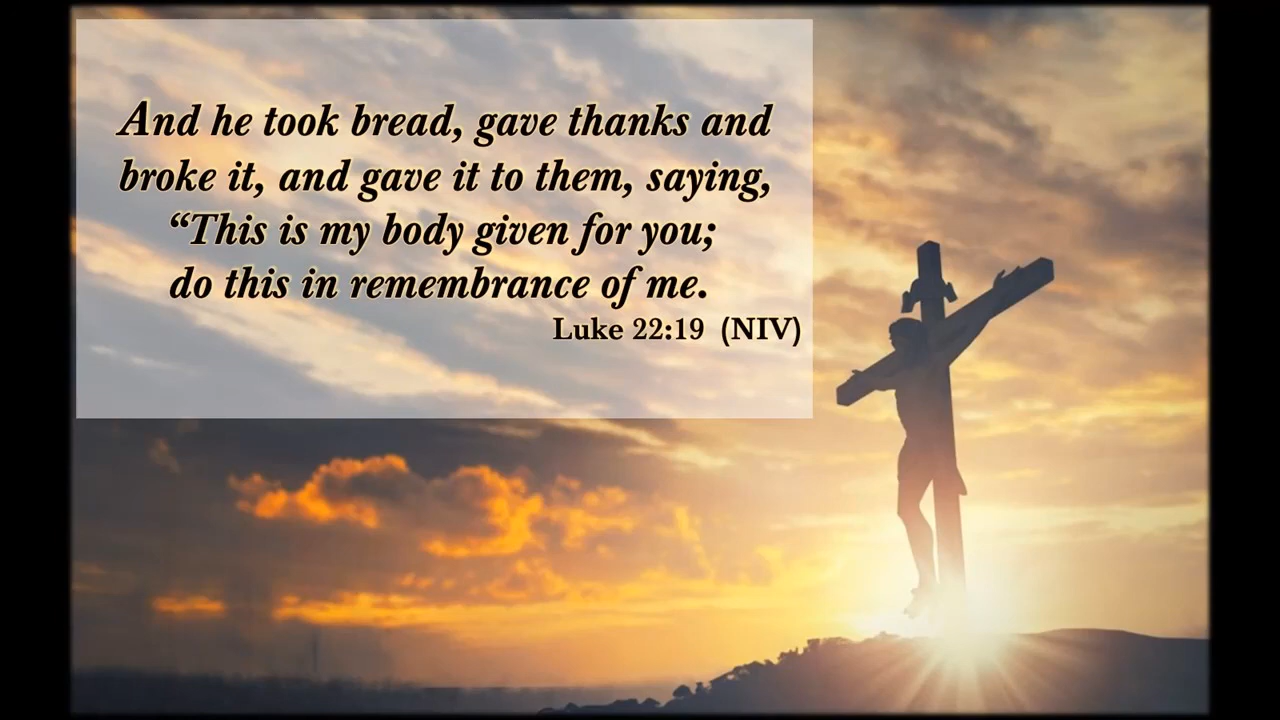 And he took bread, gave thanks and
broke it, and gave it to them, saying,
“This is my body given for you;
do this in remembrance of me.
Luke 22:19 (NIV)